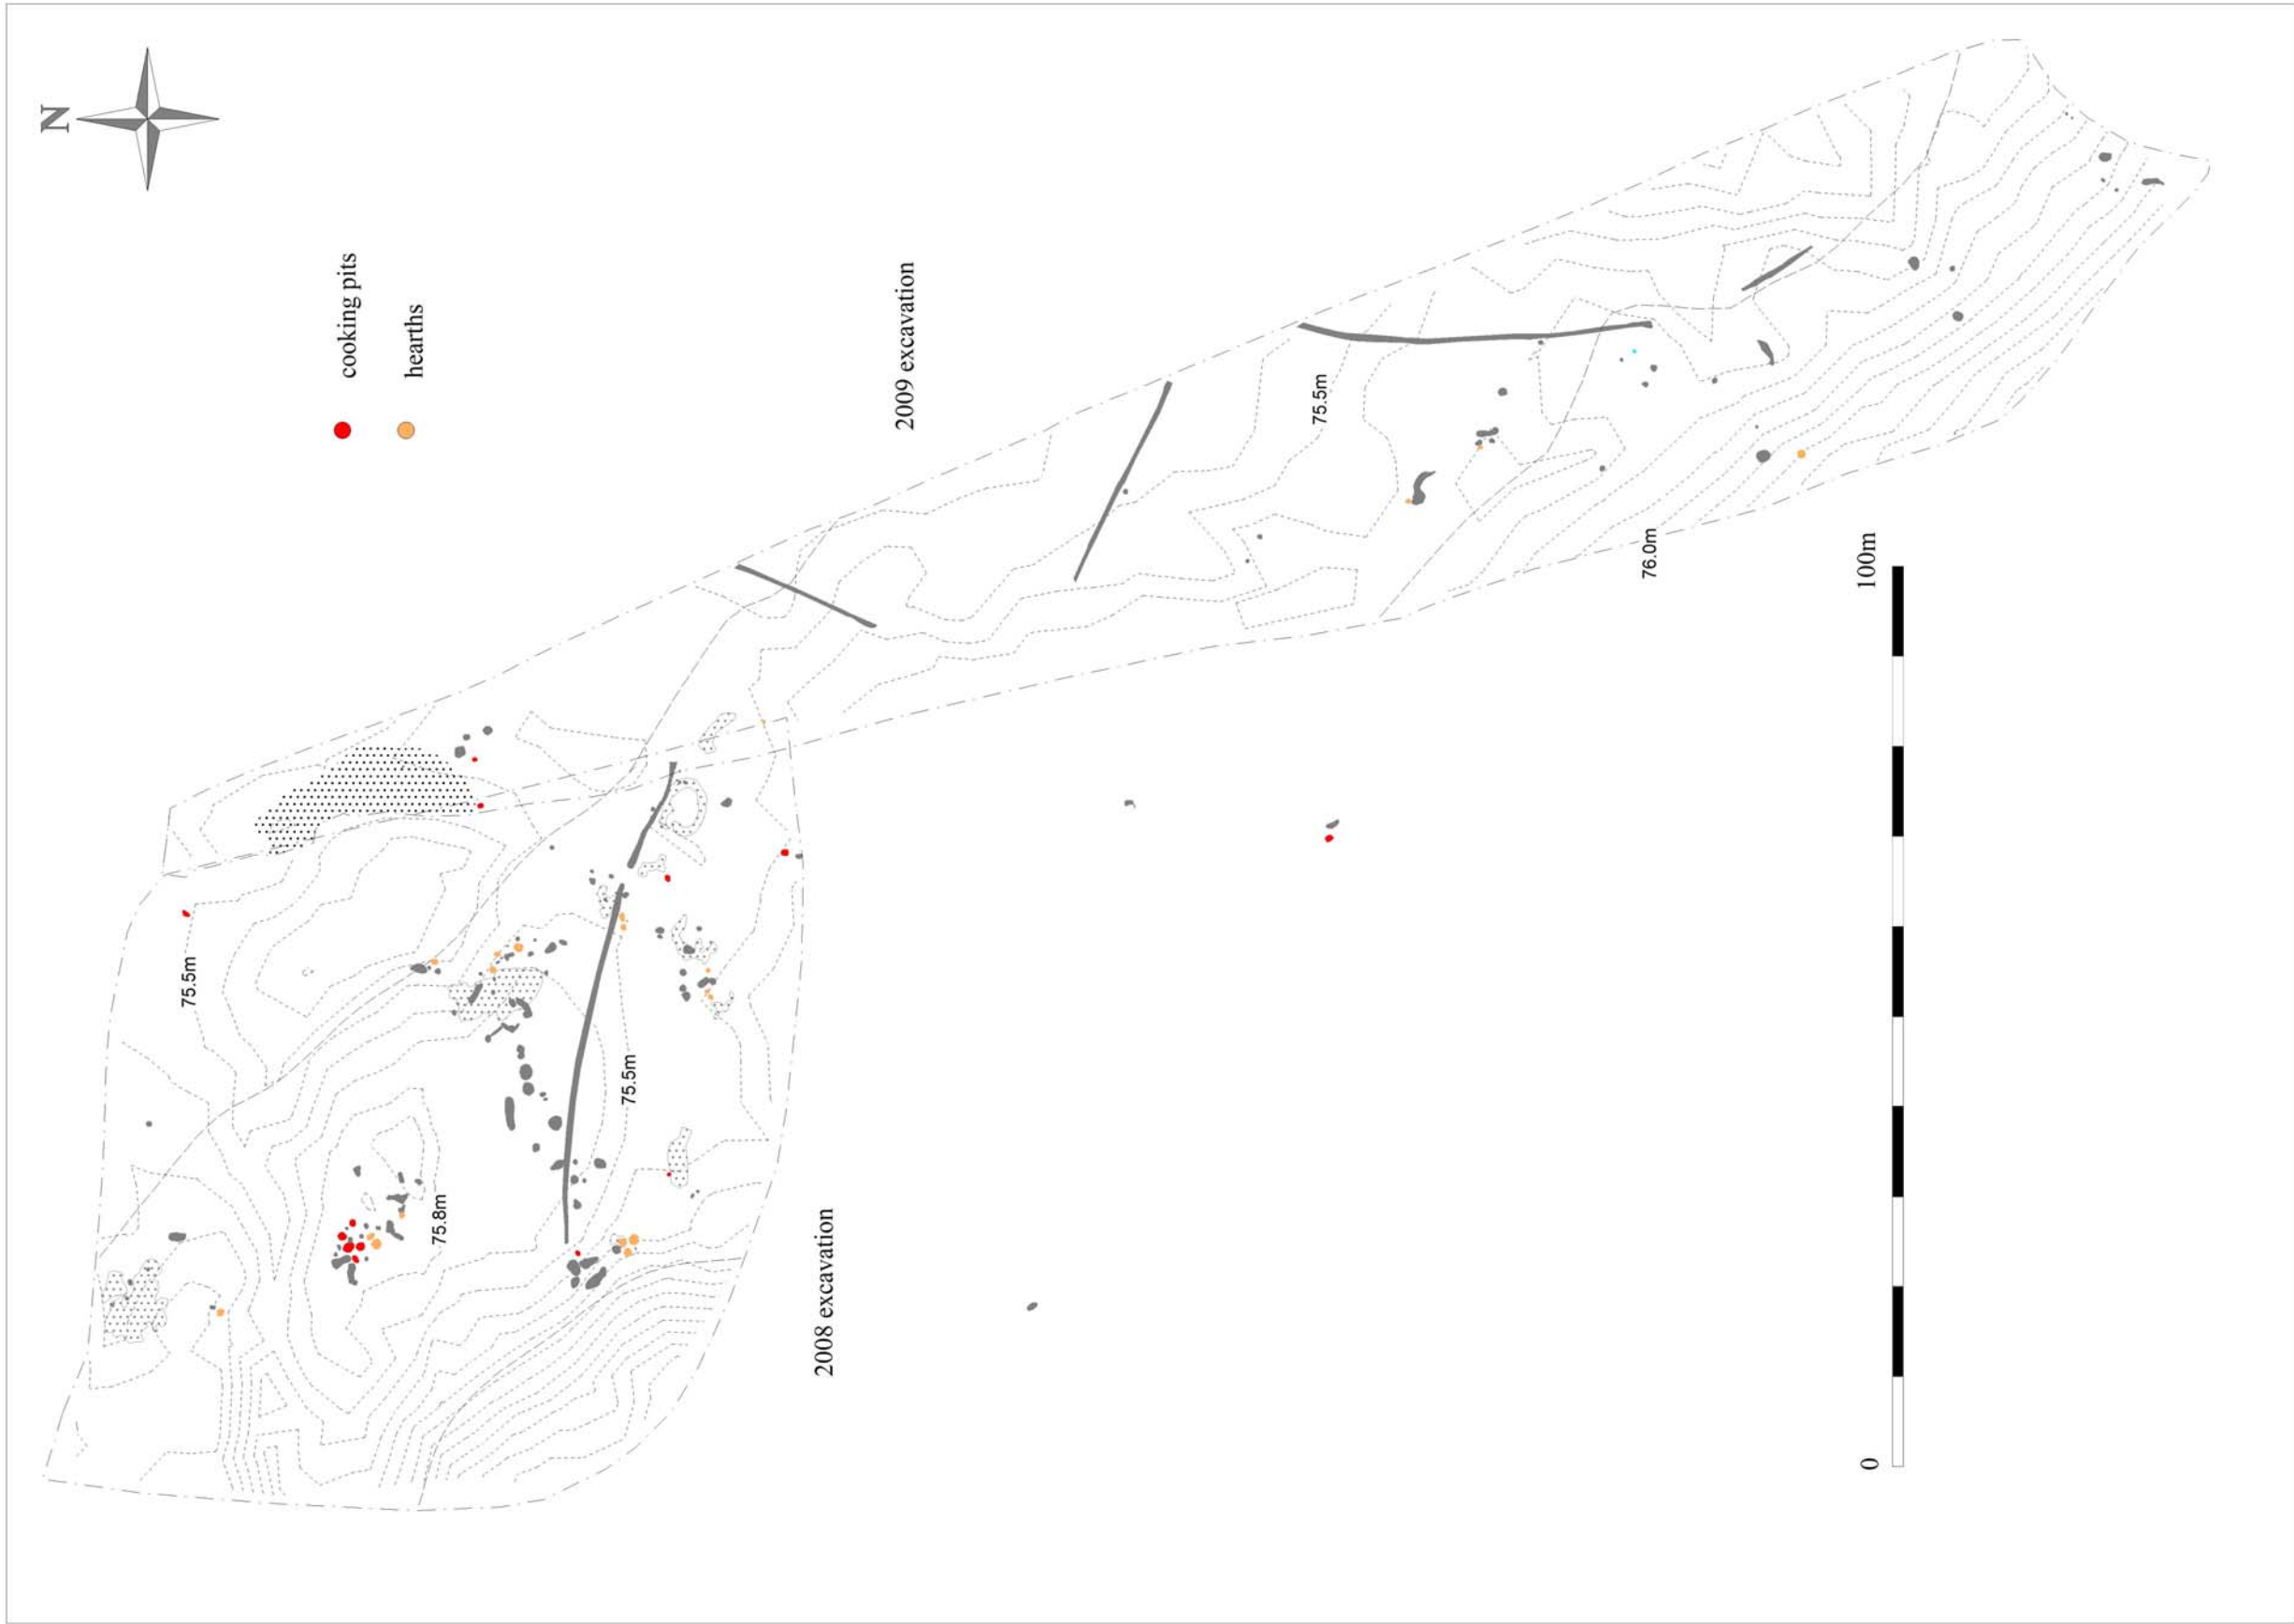 N
cooking pits
hearths
2009 excavation
75.5m
75.5m
75.5m
75.8m
76.0m
2008 excavation
0
100m